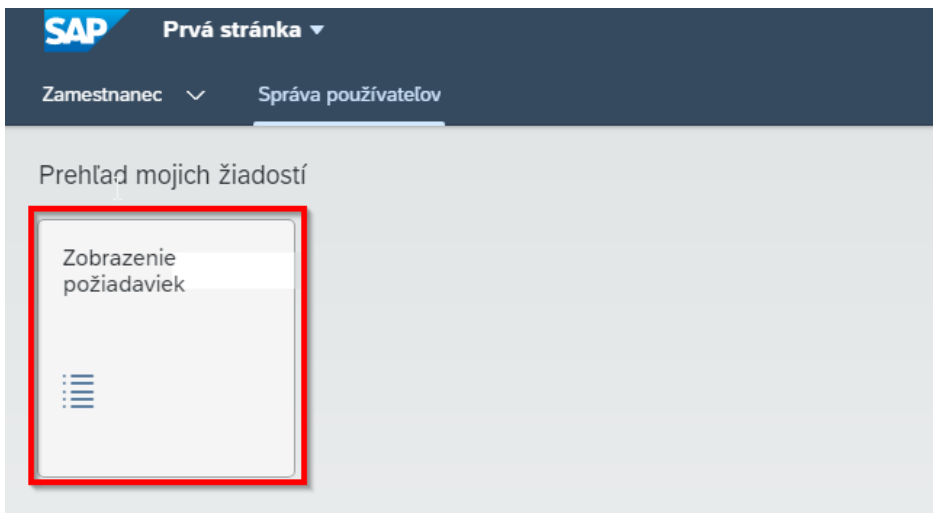 SAP Prvá stránka
Zamestnanec Správa používateľov
Prehľad mojich žiadostí
Zobrazenie
požiadaviek